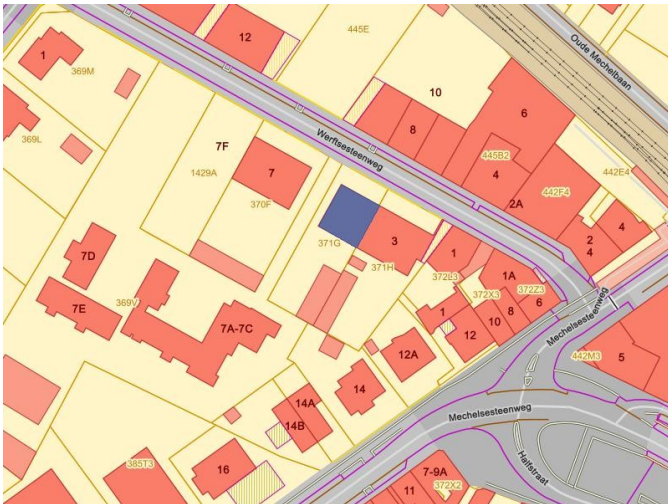 12
445E
1
369M
Oude Mechelbaan
10
6
8
Werftsesteenweg
369L
7F
1429A
7
370F
445B2
4
442E4
442F4
2A
4
3
371G
371H
2
4
1
372L3
1A
372Z3
372X3
6
7D
7E
369V
7A-7C
1
8
10
12
12A
Mechelsesteenweg
442M3
5
14
14A
14B
Mechelsesteenweg
Halfstraat
385T3
16
7-9A
372X2
11